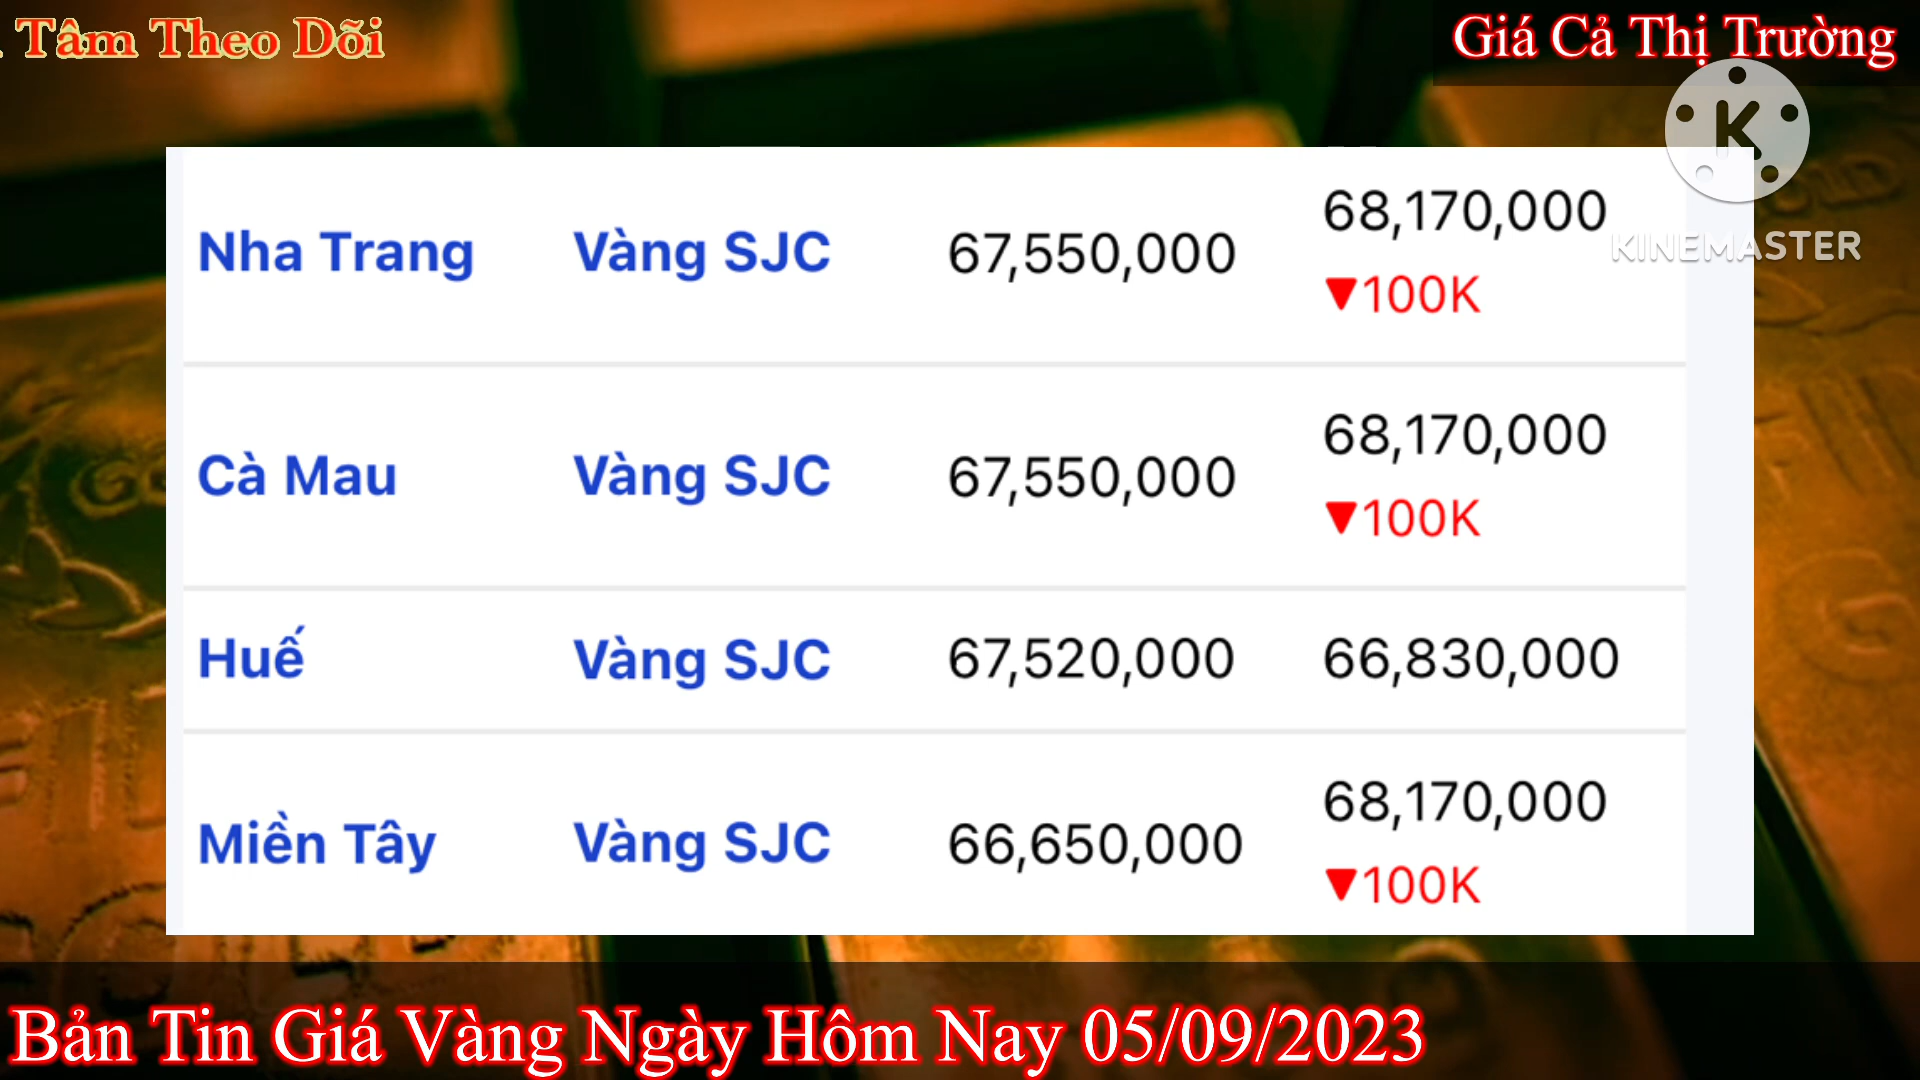 Tâm Theo Dõi
Giá Cả Thị Trường
K
KINEMASTER
Nha Trang Vàng SJC 67,550,000 68,170,000
▼100K
Cà Mau Vàng SJC 67,550,000 68,170,000
▼100K
Huế Vàng SJC 67,520,000 66,830,000
Miền Tây Vàng SJC 66,650,000 68,170,000
▼100K
Bản Tin Giá Vàng Ngày Hôm Nay 05/09/2023